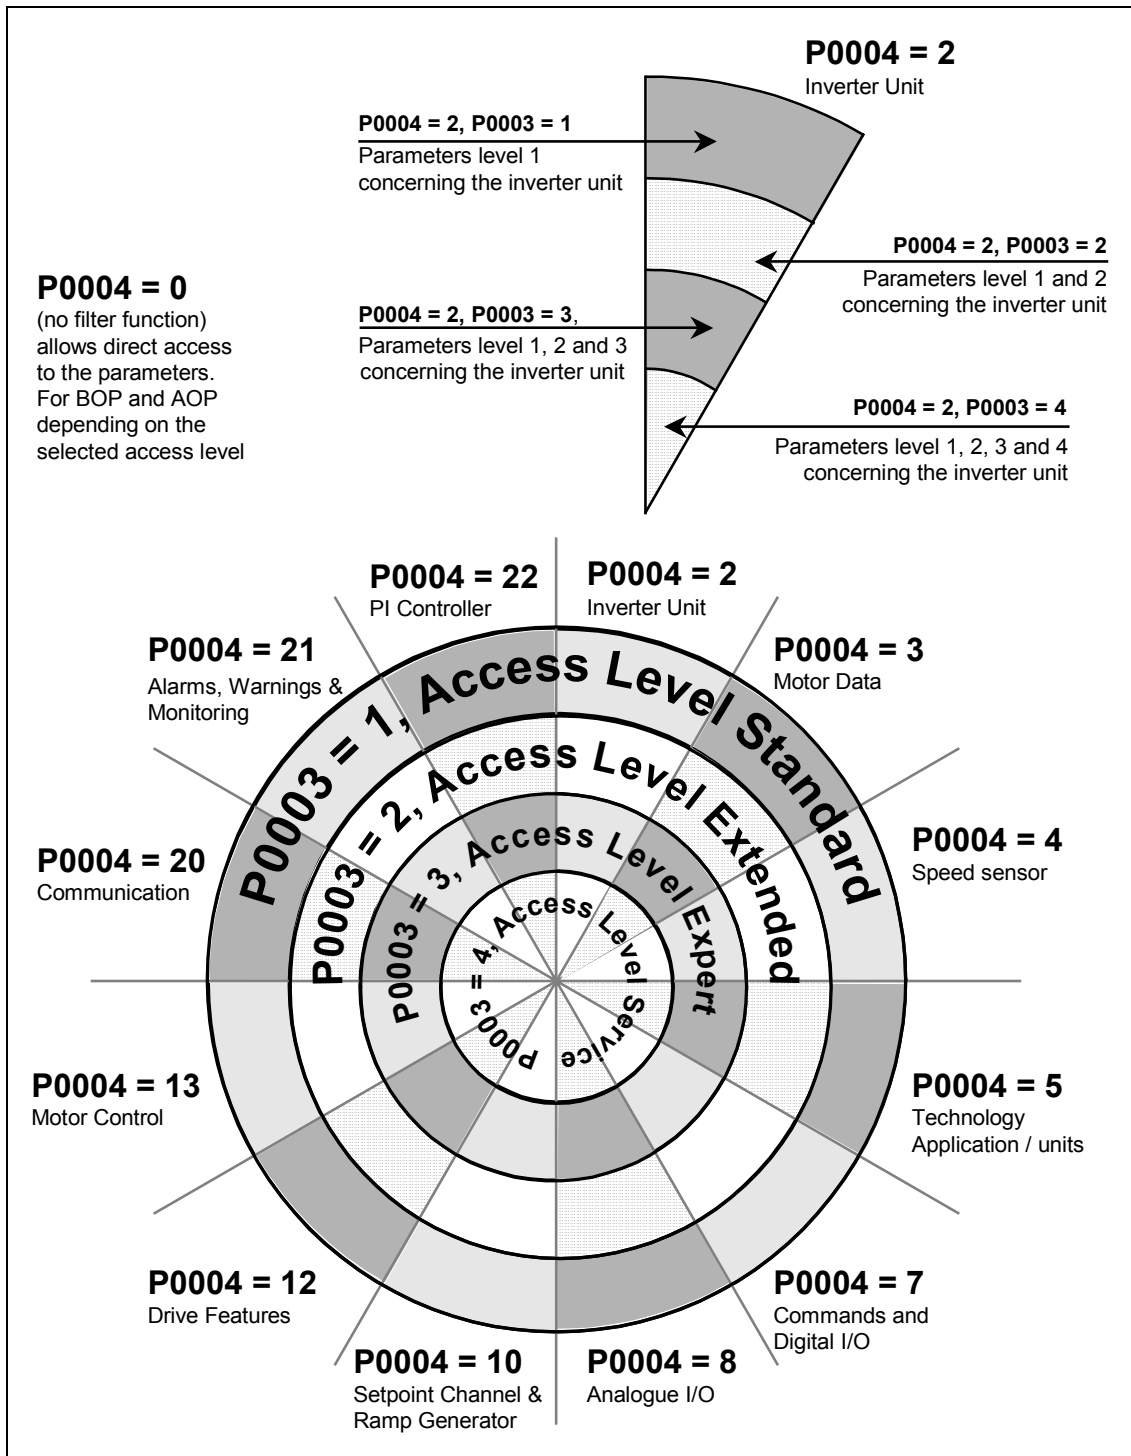 P0004 = 2
Inverter Unit
P0004 = 2, P0003 = 1
Parameters level 1
concerning the inverter unit
P0004 = 2, P0003 = 2
Parameters level 1 and 2
concerning the inverter unit
P0004 = 0
(no filter function)
allows direct access
to the parameters.
For BOP and AOP
depending on the
selected access level
P0004 = 2, P0003 = 3,
Parameters level 1, 2 and 3
concerning the inverter unit
P0004 = 2, P0003 = 4
Parameters level 1, 2, 3 and 4
concerning the inverter unit
P0004 = 22
PI Controller
P0004 = 2
Inverter Unit
P0004 = 21
Alarms, Warnings &
Monitoring
P0004 = 3
Motor Data
P0003 = 1, Access Level Standard
P0003 = 2, Access Level Extended
P0003 = 3, Access Level Expert
P0003 = 4, Access Level Service
P0004 = 20
Communication
P0004 = 4
Speed sensor
P0004 = 13
Motor Control
P0004 = 5
Technology
Application / units
P0004 = 12
Drive Features
P0004 = 7
Commands and
Digital I/O
P0004 = 10
Setpoint Channel &
Ramp Generator
P0004 = 8
Analogue I/O